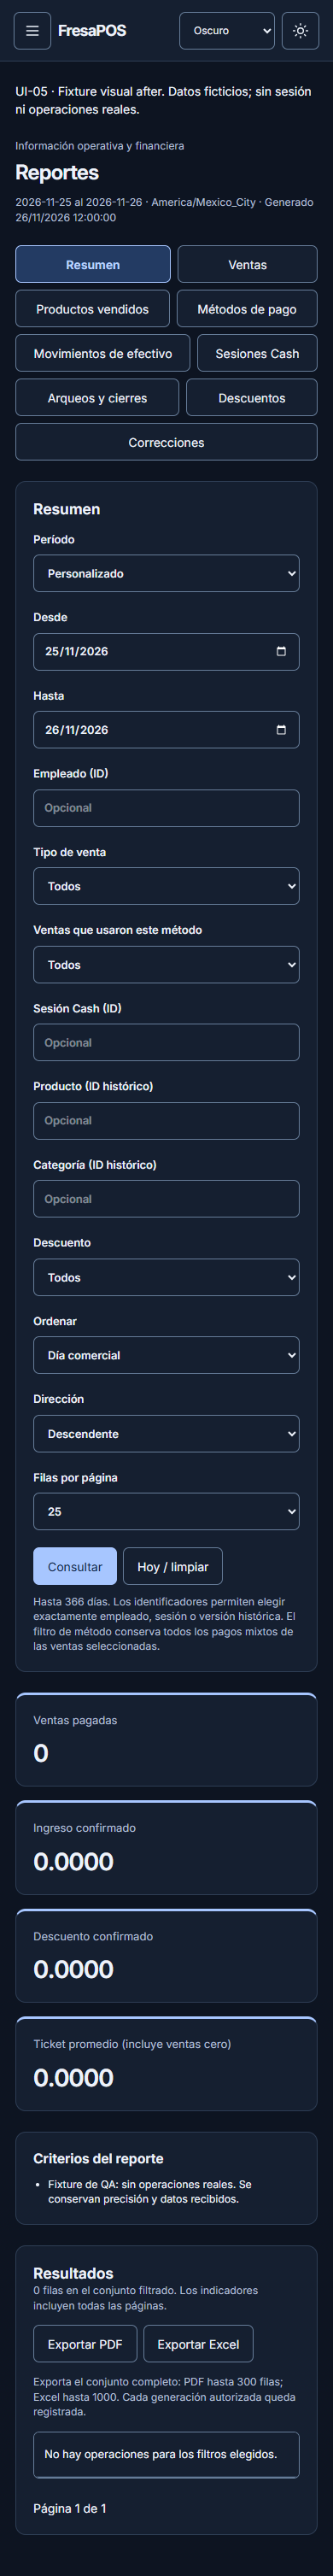 FresaPOS
Oscuro
UI-05 · Fixture visual after. Datos ficticios; sin sesión
ni operaciones reales.
Información operativa y financiera
Reportes
2026-11-25 al 2026-11-26 · America/Mexico_City · Generado
26/11/2026 12:00:00
Resumen
Ventas
Productos vendidos
Métodos de pago
Movimientos de efectivo
Sesiones Cash
Arqueos y cierres
Descuentos
Correcciones
Resumen
Período
Personalizado
Desde
25/11/2026
Hasta
26/11/2026
Empleado (ID)
Opcional
Tipo de venta
Todos
Ventas que usaron este método
Todos
Sesión Cash (ID)
Opcional
Producto (ID histórico)
Opcional
Categoría (ID histórico)
Opcional
Descuento
Todos
Ordenar
Día comercial
Dirección
Descendente
Filas por página
25
Consultar
Hoy / limpiar
Hasta 366 días. Los identificadores permiten elegir
exactamente empleado, sesión o versión histórica. El
filtro de método conserva todos los pagos mixtos de
las ventas seleccionadas.
Ventas pagadas
0
Ingreso confirmado
0.0000
Descuento confirmado
0.0000
Ticket promedio (incluye ventas cero)
0.0000
Criterios del reporte
• Fixture de QA: sin operaciones reales. Se
conservan precisión y datos recibidos.
Resultados
0 filas en el conjunto filtrado. Los indicadores
incluyen todas las páginas.
Exportar PDF
Exportar Excel
Exporta el conjunto completo: PDF hasta 300 filas;
Excel hasta 1000. Cada generación autorizada queda
registrada.
No hay operaciones para los filtros elegidos.
Página 1 de 1